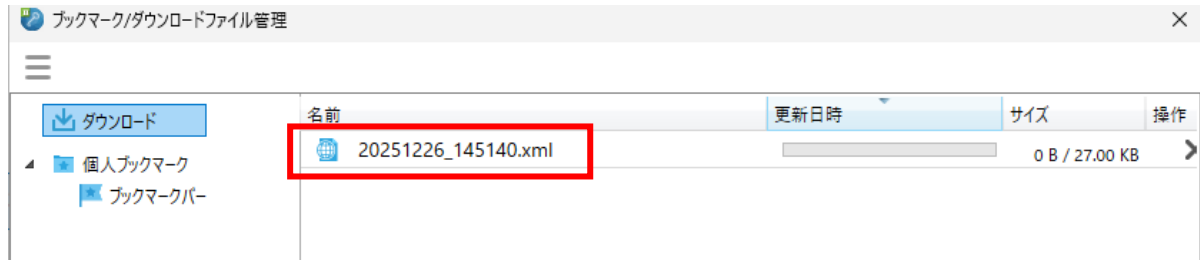 ブックマーク/ダウンロードファイル管理
ダウンロード
名前 更新日時 サイズ 操作
20251226_145140.xml 0 B / 27.00 KB
個人ブックマーク
ブックマークバー